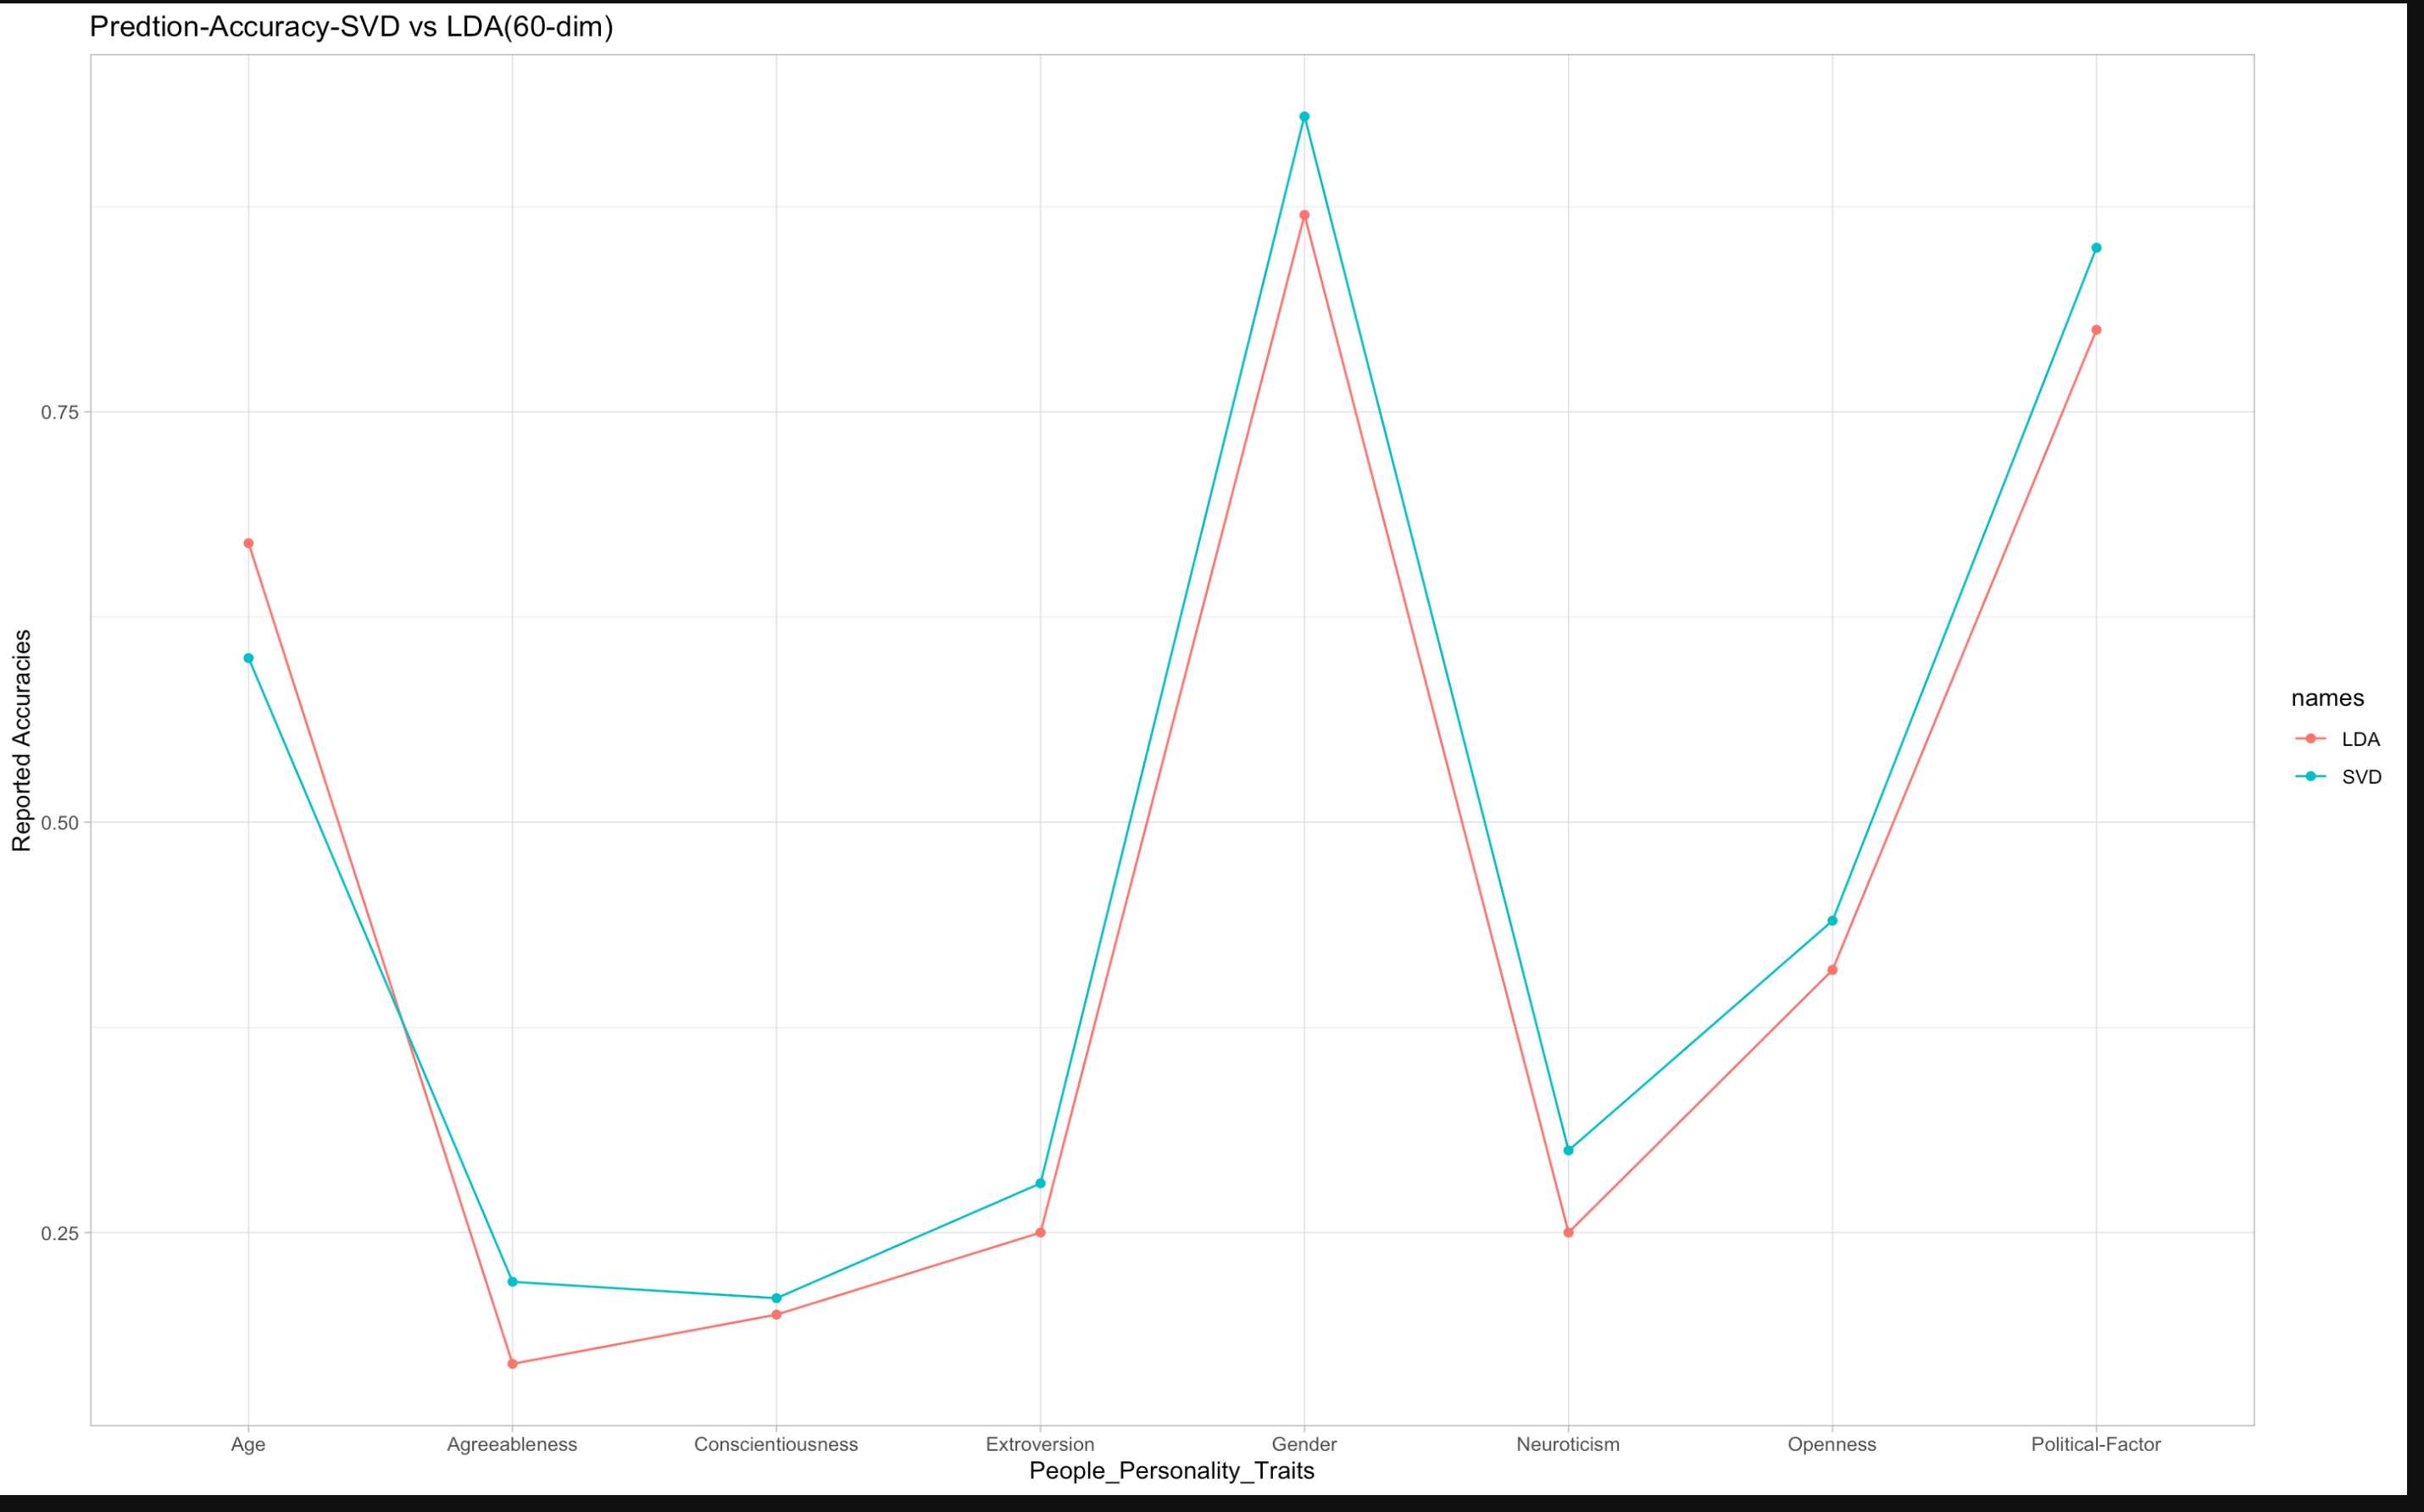 Predtion-Accuracy-SVD vs LDA(60-dim)
Reported Accuracies
0.75
0.50
0.25
Age Agreeableness Conscientiousness Extroversion Gender Neuroticism Openness Political-Factor
People_Personality_Traits
names
LDA
SVD